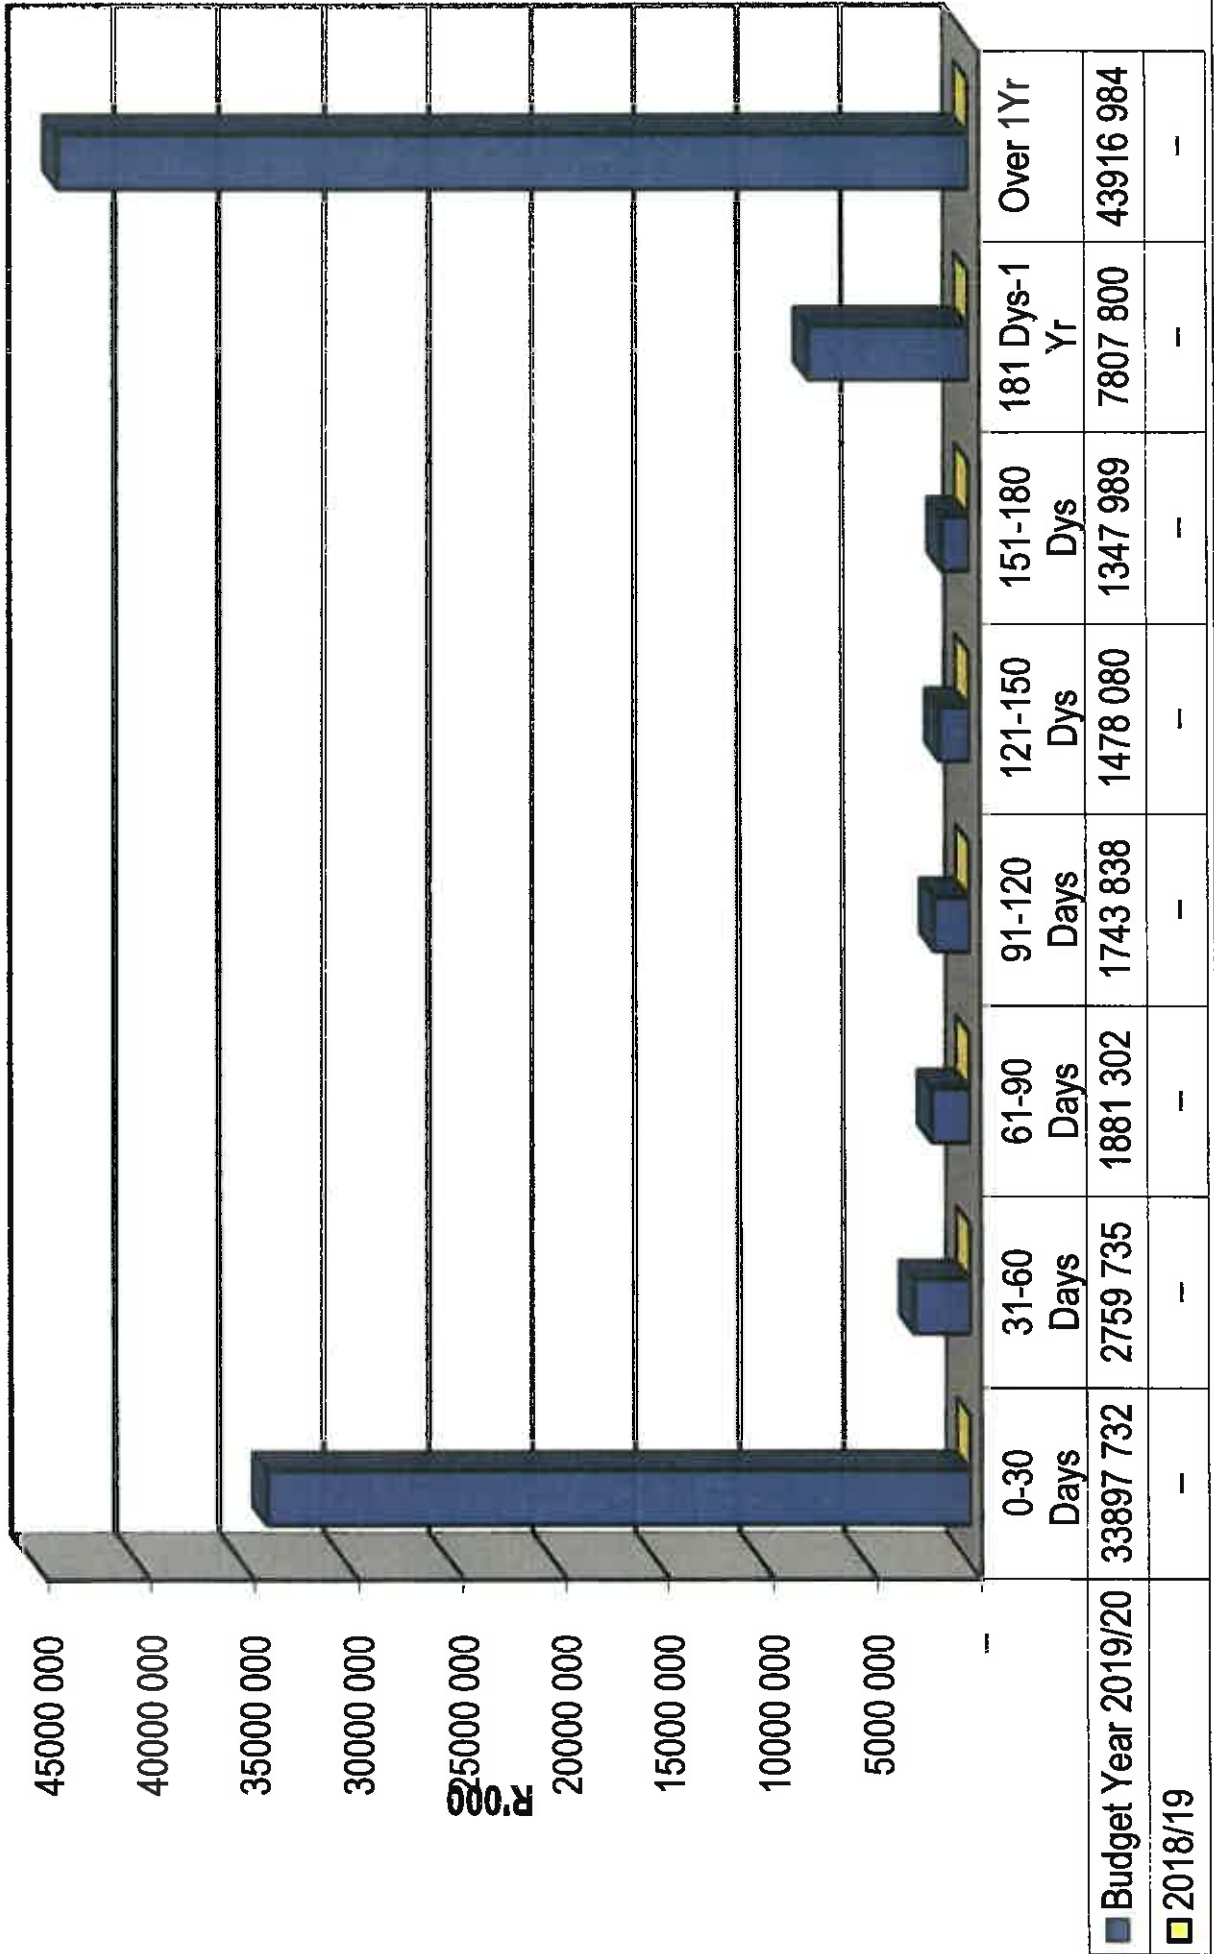 45000 000
40000 000
35000 000
30000 000
25000 000
20000 000
15000 000
10000 000
5000 000
–
R'000
0-30 Days
31-60 Days
61-90 Days
91-120 Days
121-150 Dys
151-180 Dys
181 Dys-1 Yr
Over 1Yr
Budget Year 2019/20 33897 732 2759 735 1881 302 1743 838 1478 080 1347 989 7807 800 43916 984
2018/19 – – – – – – – –